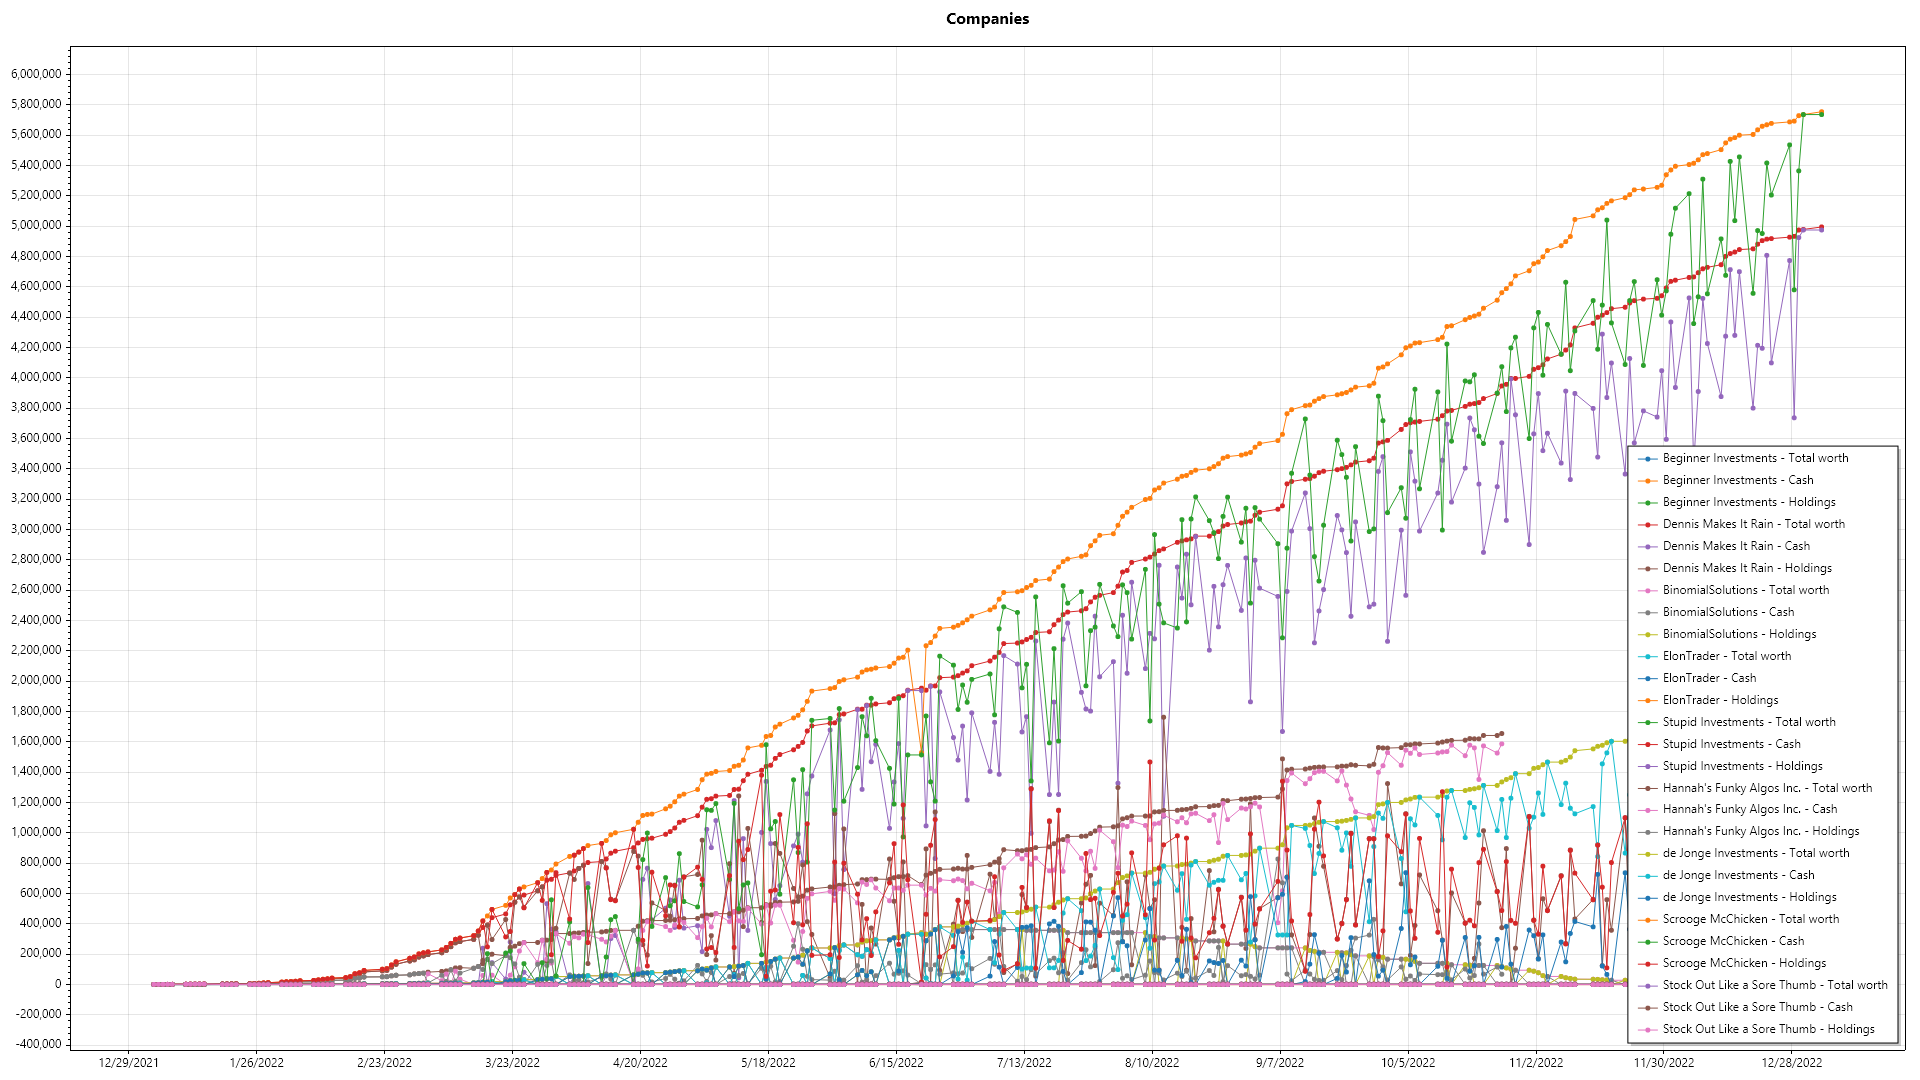 Companies
6,000,000
5,800,000
5,600,000
5,400,000
5,200,000
5,000,000
4,800,000
4,600,000
4,400,000
4,200,000
4,000,000
3,800,000
3,600,000
3,400,000
3,200,000
3,000,000
2,800,000
2,600,000
2,400,000
2,200,000
2,000,000
1,800,000
1,600,000
1,400,000
1,200,000
1,000,000
800,000
600,000
400,000
200,000
0
-200,000
-400,000
12/29/2021 1/26/2022 2/23/2022 3/23/2022 4/20/2022 5/18/2022 6/15/2022 7/13/2022 8/10/2022 9/7/2022 10/5/2022 11/2/2022 11/30/2022 12/28/2022
Beginner Investments - Total worth
Beginner Investments - Cash
Beginner Investments - Holdings
Dennis Makes It Rain - Total worth
Dennis Makes It Rain - Cash
Dennis Makes It Rain - Holdings
BinomialSolutions - Total worth
BinomialSolutions - Cash
BinomialSolutions - Holdings
ElonTrader - Total worth
ElonTrader - Cash
ElonTrader - Holdings
Stupid Investments - Total worth
Stupid Investments - Cash
Stupid Investments - Holdings
Hannah's Funky Algos Inc. - Total worth
Hannah's Funky Algos Inc. - Cash
Hannah's Funky Algos Inc. - Holdings
de Jonge Investments - Total worth
de Jonge Investments - Cash
de Jonge Investments - Holdings
Scrooge McChicken - Total worth
Scrooge McChicken - Cash
Scrooge McChicken - Holdings
Stock Out Like a Sore Thumb - Total worth
Stock Out Like a Sore Thumb - Cash
Stock Out Like a Sore Thumb - Holdings